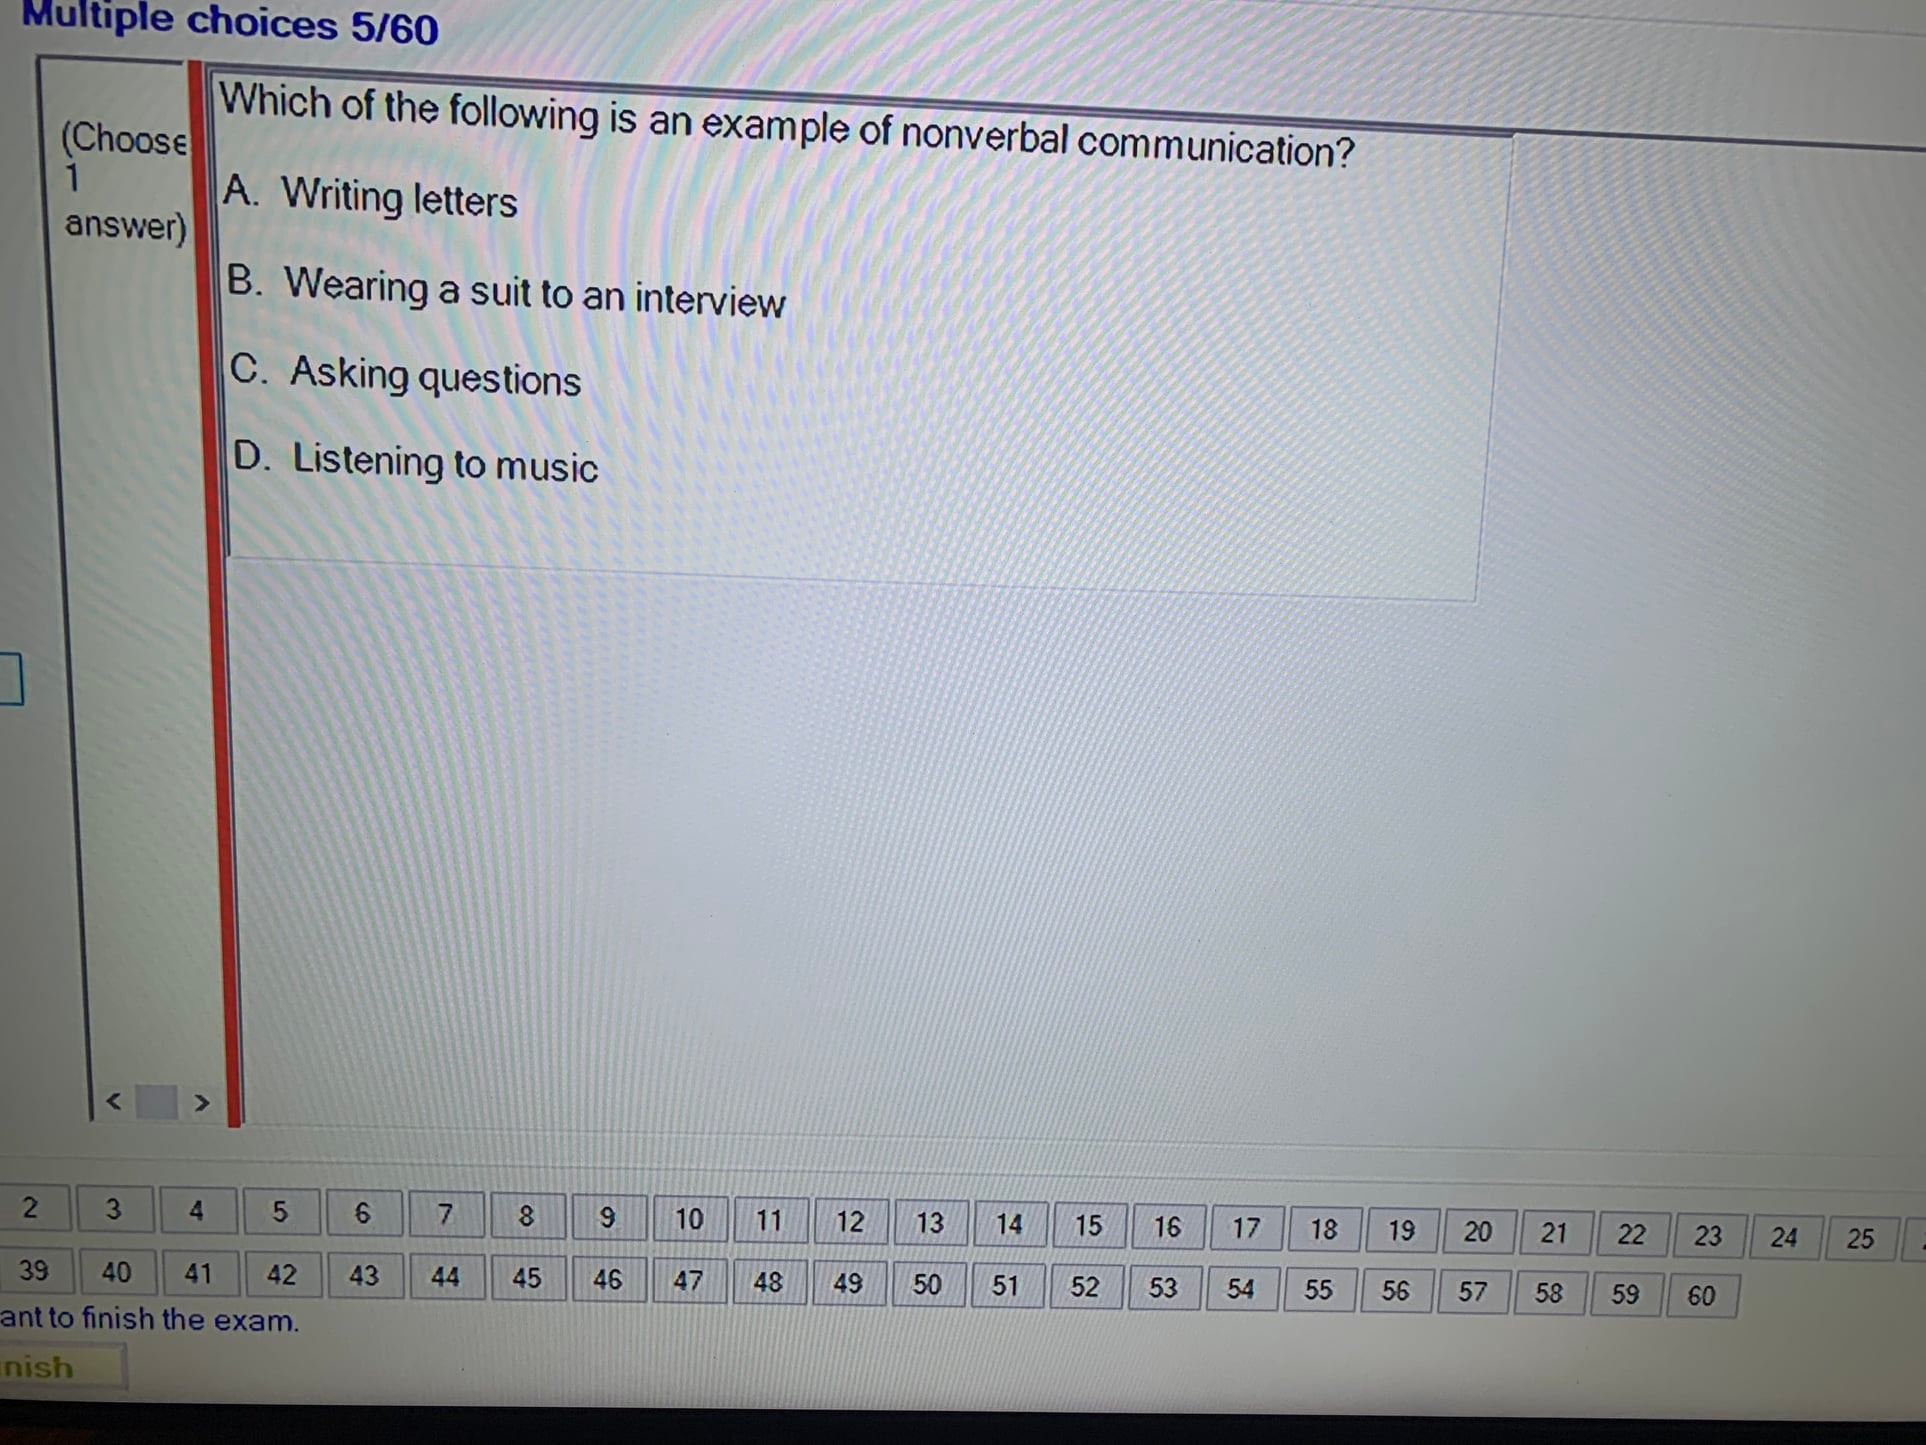 Multiple choices 5/60
(Choose
1
answer)
Which of the following is an example of nonverbal communication?
A. Writing letters
B. Wearing a suit to an interview
C. Asking questions
D. Listening to music
< >
2 3 4 5 6 7 8 9 10 11 12 13 14 15 16 17 18 19 20 21 22 23 24 25
39 40 41 42 43 44 45 46 47 48 49 50 51 52 53 54 55 56 57 58 59 60
ant to finish the exam.
nish